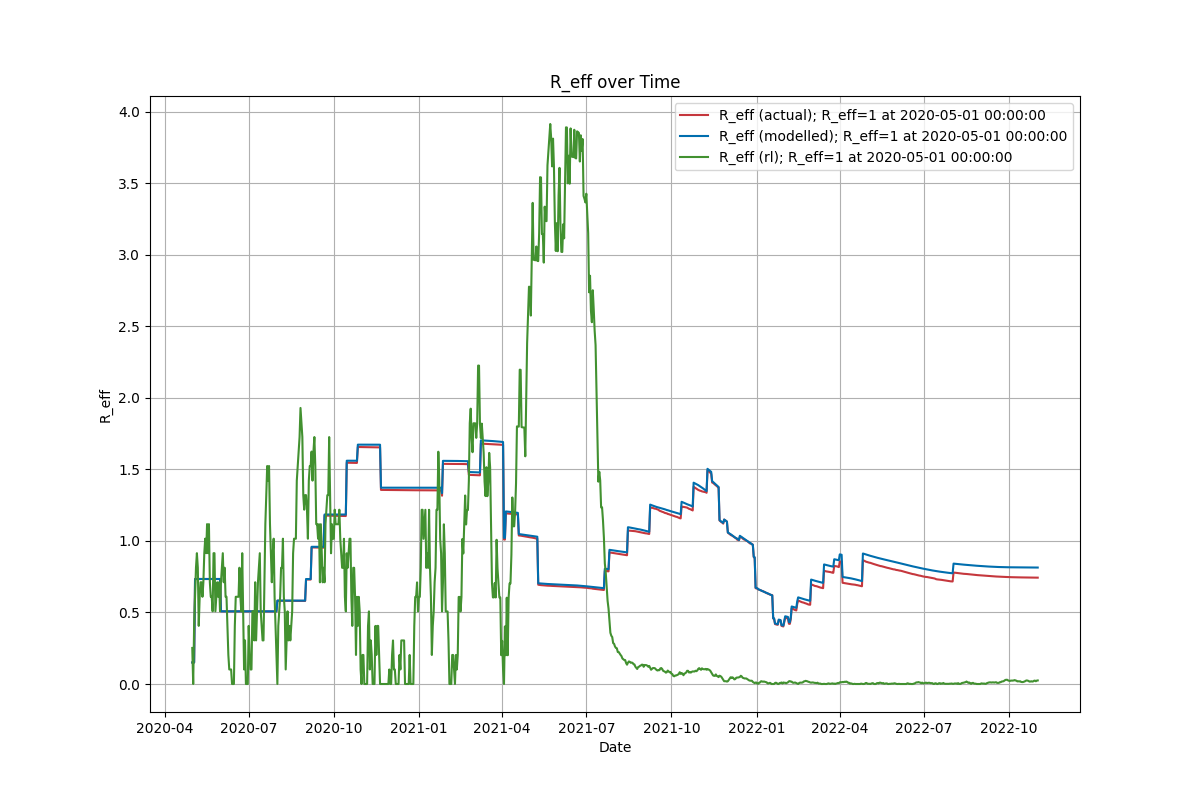 R_eff over Time
R_eff (actual); R_eff=1 at 2020-05-01 00:00:00
R_eff (modelled); R_eff=1 at 2020-05-01 00:00:00
R_eff (rl); R_eff=1 at 2020-05-01 00:00:00
4.0
3.5
3.0
2.5
2.0
1.5
1.0
0.5
0.0
R_eff
2020-04 2020-07 2020-10 2021-01 2021-04 2021-07 2021-10 2022-01 2022-04 2022-07 2022-10
Date